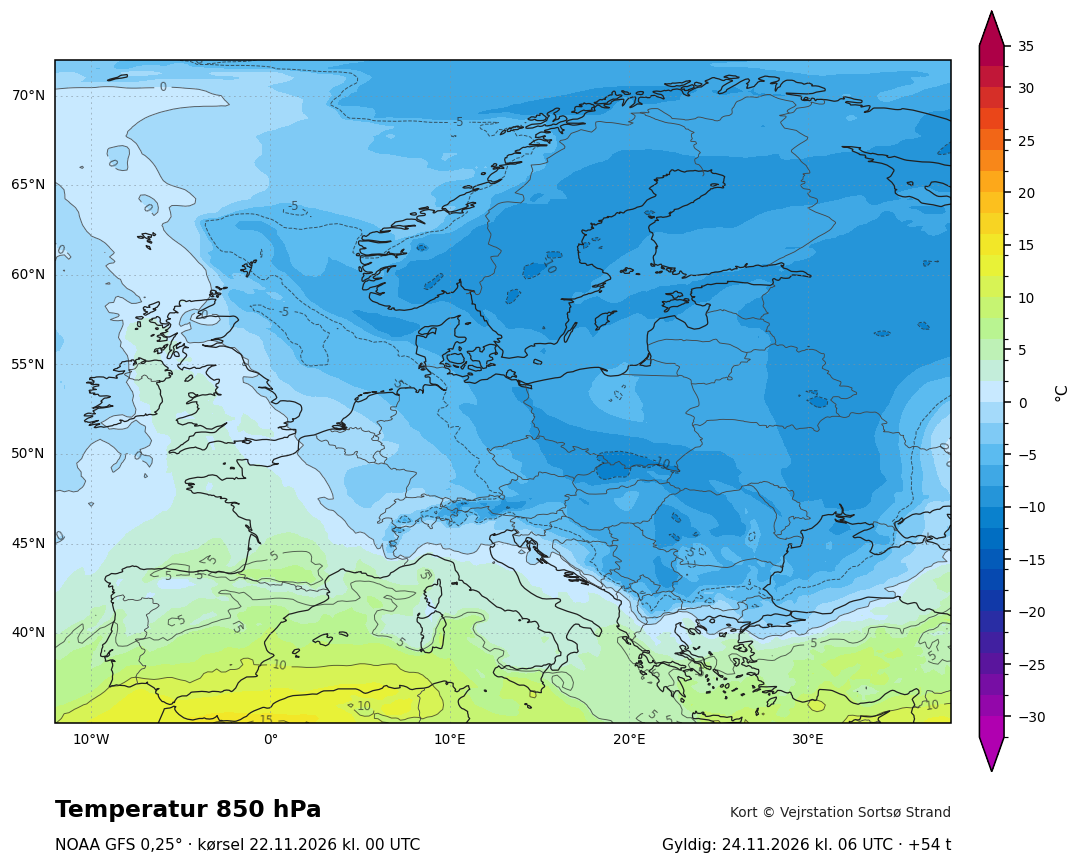 70°N
65°N
60°N
55°N
50°N
45°N
40°N
10°W 0° 10°E 20°E 30°E
35
30
25
20
15
10
5
0
−5
−10
−15
−20
−25
−30
°C
Temperatur 850 hPa
Kort © Vejrstation Sortsø Strand
NOAA GFS 0,25° · kørsel 22.11.2026 kl. 00 UTC
Gyldig: 24.11.2026 kl. 06 UTC · +54 t